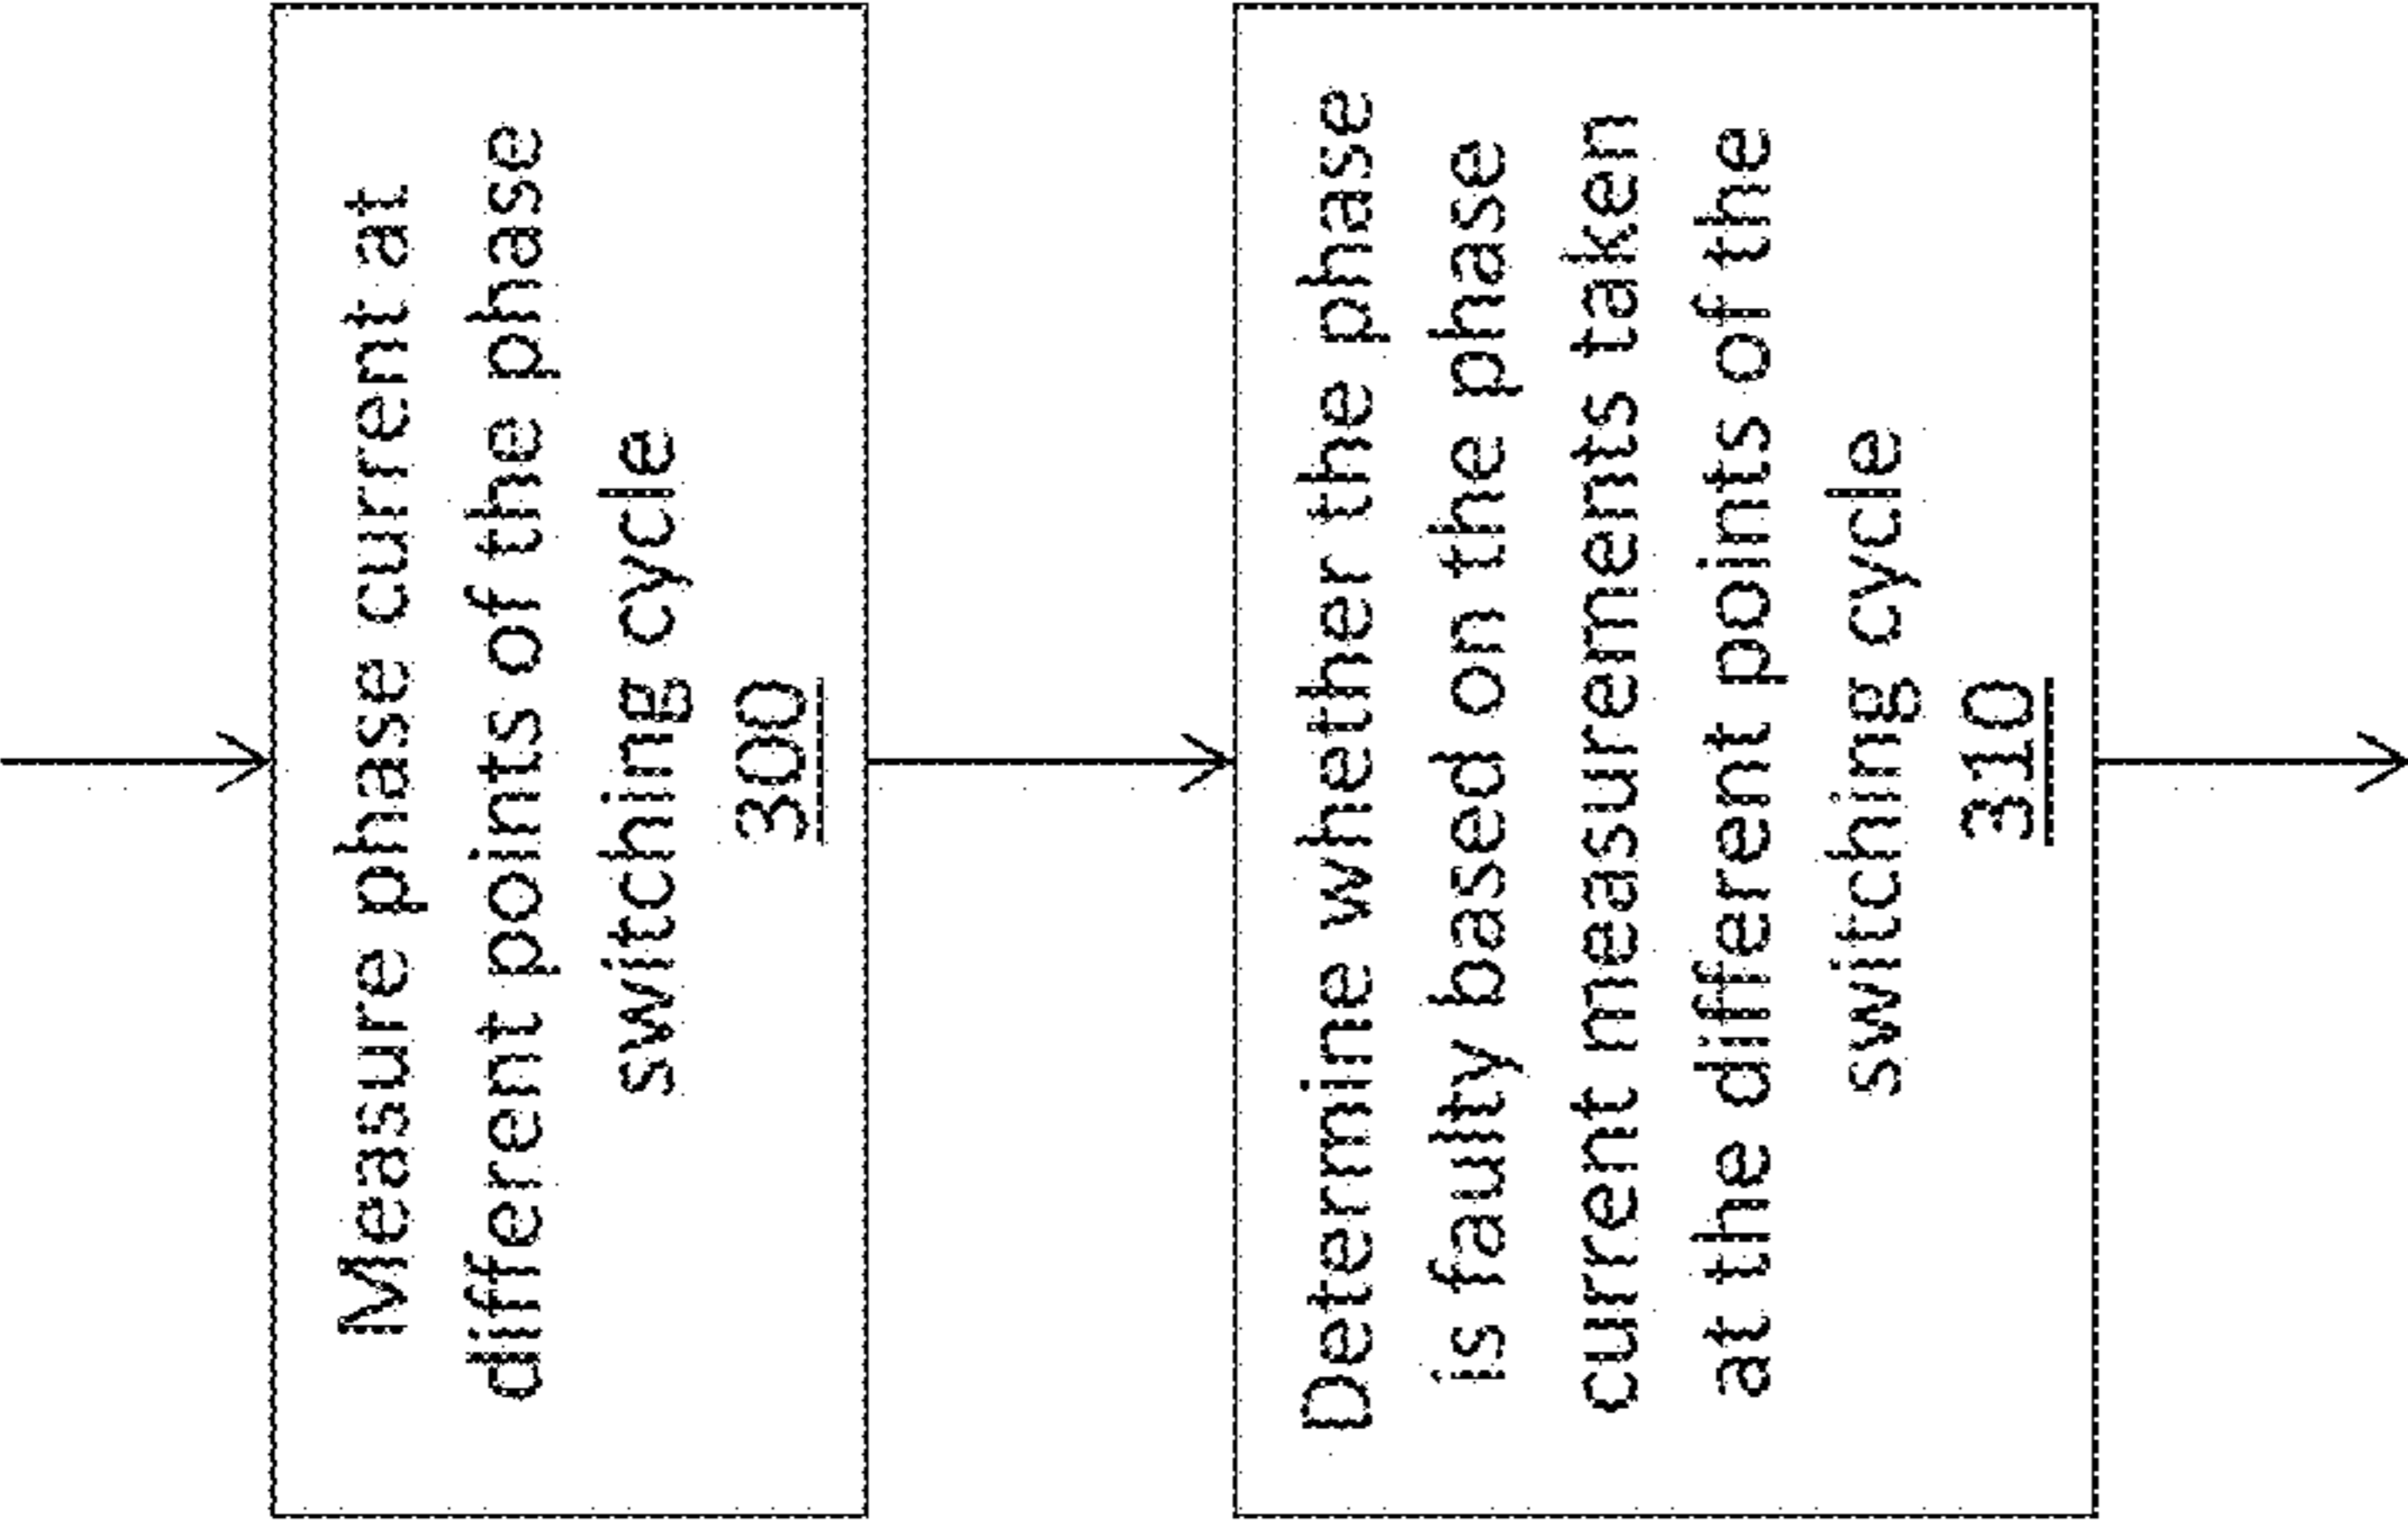 Measure phase current at
different points of the phase
switching cycle
300
Determine whether the phase
is faulty based on the phase
current measurements taken
at the different points of the
switching cycle
310